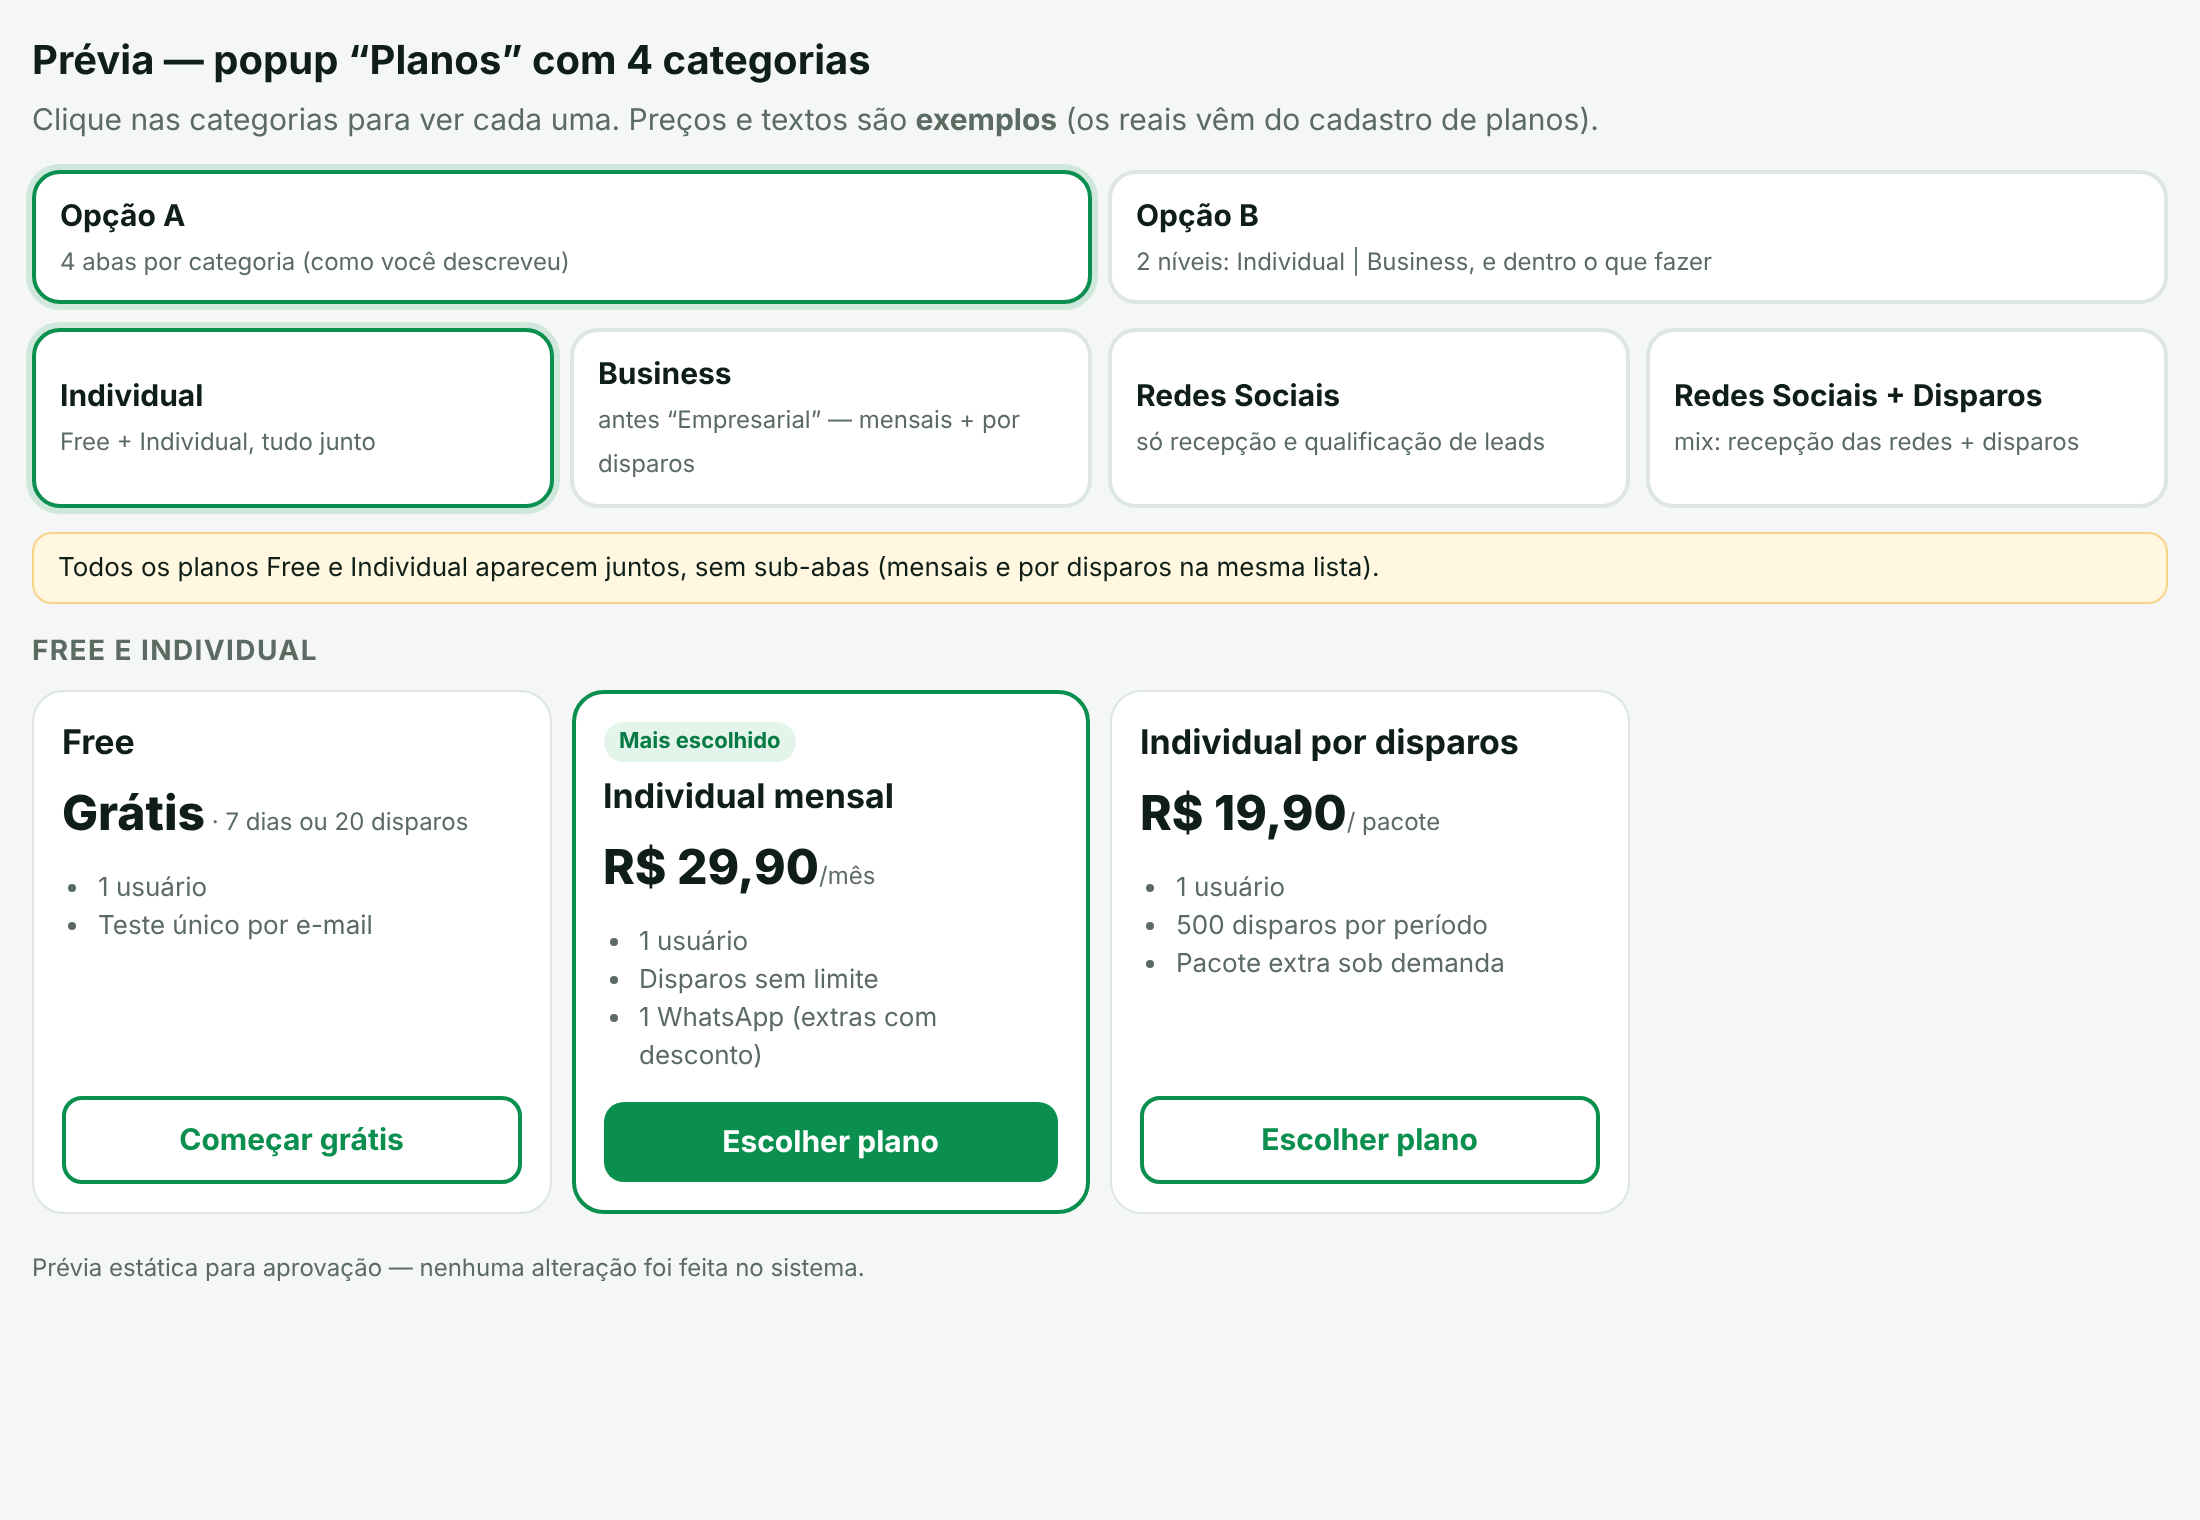 Prévia — popup “Planos” com 4 categorias
Clique nas categorias para ver cada uma. Preços e textos são exemplos (os reais vêm do cadastro de planos).
Opção A
4 abas por categoria (como você descreveu)
Opção B
2 níveis: Individual | Business, e dentro o que fazer
Individual
Free + Individual, tudo junto
Business
antes “Empresarial” — mensais + por
disparos
Redes Sociais
só recepção e qualificação de leads
Redes Sociais + Disparos
mix: recepção das redes + disparos
Todos os planos Free e Individual aparecem juntos, sem sub-abas (mensais e por disparos na mesma lista).
FREE E INDIVIDUAL
Free
Grátis · 7 dias ou 20 disparos
• 1 usuário
• Teste único por e-mail
Começar grátis
Mais escolhido
Individual mensal
R$ 29,90/mês
• 1 usuário
• Disparos sem limite
• 1 WhatsApp (extras com
desconto)
Escolher plano
Individual por disparos
R$ 19,90/ pacote
• 1 usuário
• 500 disparos por período
• Pacote extra sob demanda
Escolher plano
Prévia estática para aprovação — nenhuma alteração foi feita no sistema.